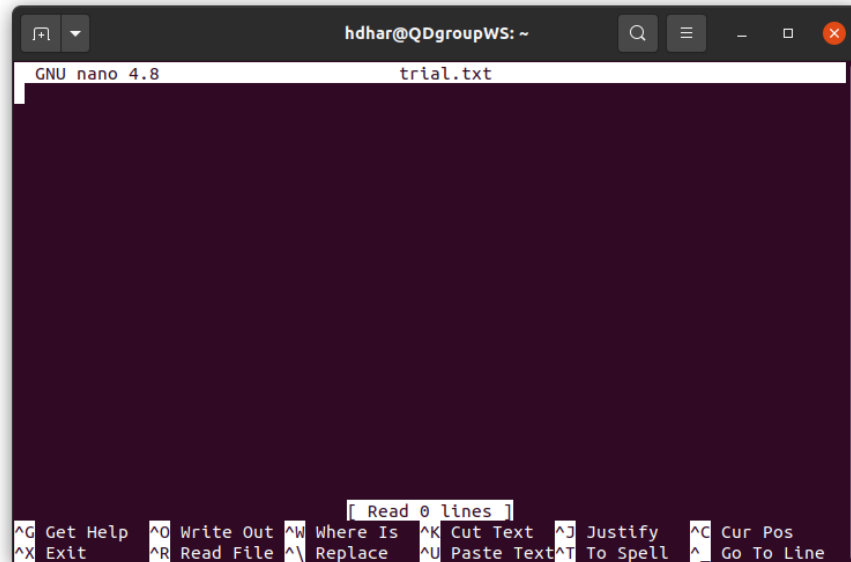 hdhar@QDgroupWS: ~
GNU nano 4.8 trial.txt
[ Read 0 lines ]
^G Get Help ^O Write Out ^W Where Is ^K Cut Text ^J Justify ^C Cur Pos
^X Exit ^R Read File ^\ Replace ^U Paste Text^T To Spell ^_ Go To Line